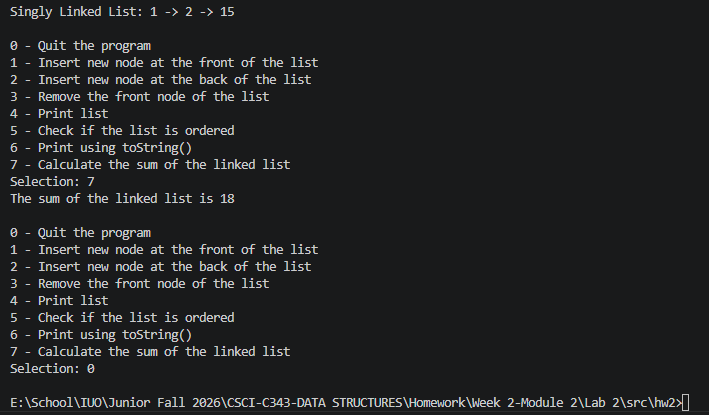 Singly Linked List: 1 -> 2 -> 15
0 - Quit the program
1 - Insert new node at the front of the list
2 - Insert new node at the back of the list
3 - Remove the front node of the list
4 - Print list
5 - Check if the list is ordered
6 - Print using toString()
7 - Calculate the sum of the linked list
Selection: 7
The sum of the linked list is 18
0 - Quit the program
1 - Insert new node at the front of the list
2 - Insert new node at the back of the list
3 - Remove the front node of the list
4 - Print list
5 - Check if the list is ordered
6 - Print using toString()
7 - Calculate the sum of the linked list
Selection: 0
E:\School\IUO\Junior Fall 2026\CSCI-C343-DATA STRUCTURES\Homework\Week 2-Module 2\Lab 2\src\hw2>